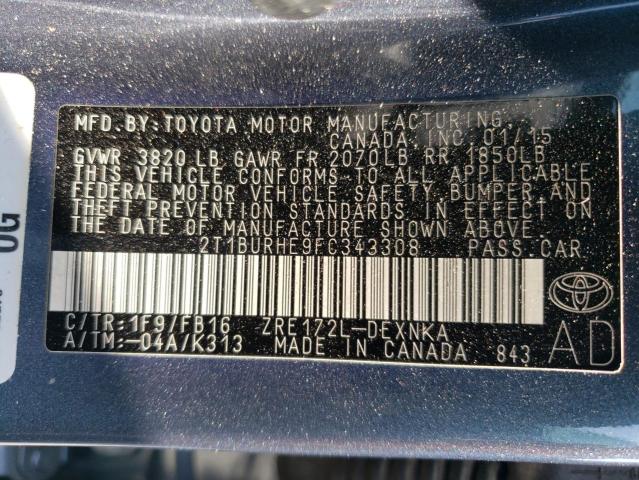 MFD. BY: TOYOTA MOTOR MANUFACTURING
CANADA, INC. 01/15
GVWR 3820 LB GAWR FR 2070LB RR 1850LB
THIS VEHICLE CONFORMS TO ALL APPLICABLE
FEDERAL MOTOR VEHICLE SAFETY, BUMPER, AND
THEFT PREVENTION STANDARDS IN EFFECT ON
THE DATE OF MANUFACTURE SHOWN ABOVE.
2T1BURHE9FC343308 PASS. CAR
C/TR: 1F9/FB16 ZRE172L-DEXNKA
A/TM: -04A/K313 MADE IN CANADA 843
AD